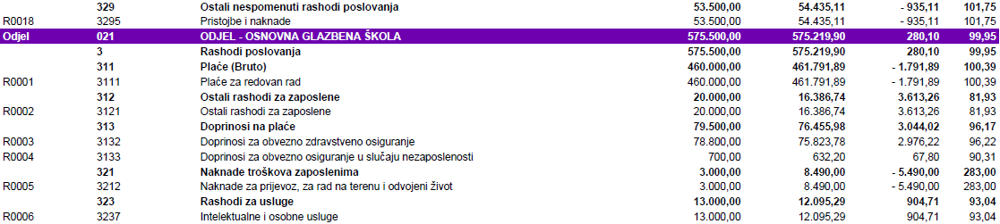 329 Ostali nespomenuti rashodi poslovanja 53.500,00 54.435,11 - 935,11 101,75
R0018 3295 Pristojbe i naknade 53.500,00 54.435,11 - 935,11 101,75
Odjel 021 ODJEL - OSNOVNA GLAZBENA ŠKOLA 575.500,00 575.219,90 280,10 99,95
3 Rashodi poslovanja 575.500,00 575.219,90 280,10 99,95
311 Plaće (Bruto) 460.000,00 461.791,89 - 1.791,89 100,39
R0001 3111 Plaće za redovan rad 460.000,00 461.791,89 - 1.791,89 100,39
312 Ostali rashodi za zaposlene 20.000,00 16.386,74 3.613,26 81,93
R0002 3121 Ostali rashodi za zaposlene 20.000,00 16.386,74 3.613,26 81,93
313 Doprinosi na plaće 79.500,00 76.455,98 3.044,02 96,17
R0003 3132 Doprinosi za obvezno zdravstveno osiguranje 78.800,00 75.823,78 2.976,22 96,22
R0004 3133 Doprinosi za obvezno osiguranje u slučaju nezaposlenosti 700,00 632,20 67,80 90,31
321 Naknade troškova zaposlenima 3.000,00 8.490,00 - 5.490,00 283,00
R0005 3212 Naknade za prijevoz, za rad na terenu i odvojeni život 3.000,00 8.490,00 - 5.490,00 283,00
323 Rashodi za usluge 13.000,00 12.095,29 904,71 93,04
R0006 3237 Intelektualne i osobne usluge 13.000,00 12.095,29 904,71 93,04